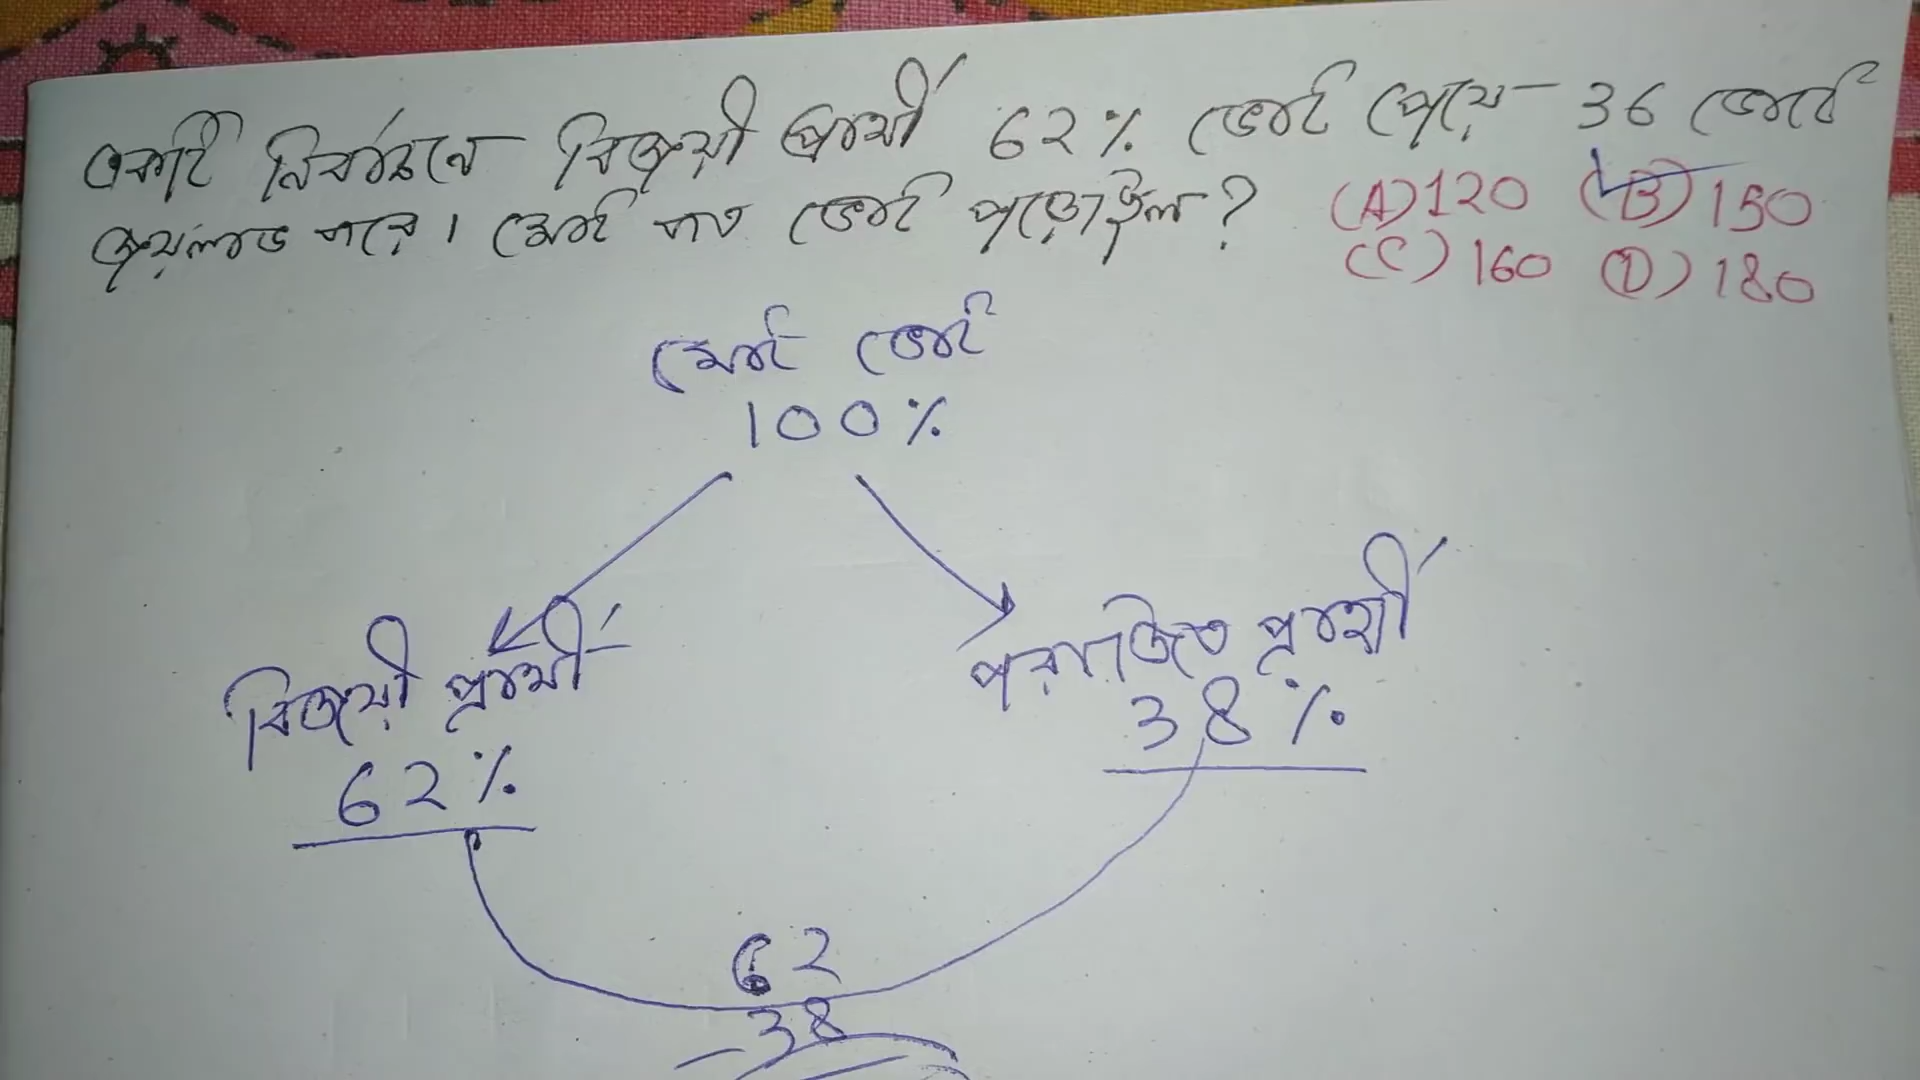 একটি নির্বাচনে বিজয়ী প্রার্থী 62% ভোট পেয়ে 36 ভোটে
জয়লাভ করে। মোট কত ভোট পড়েছিল? (A) 120 (B) 150
(C) 160 (D) 180
মোট ভোট
100%
বিজয়ী প্রার্থী
62%
পরাজিত প্রার্থী
38%
62
-38